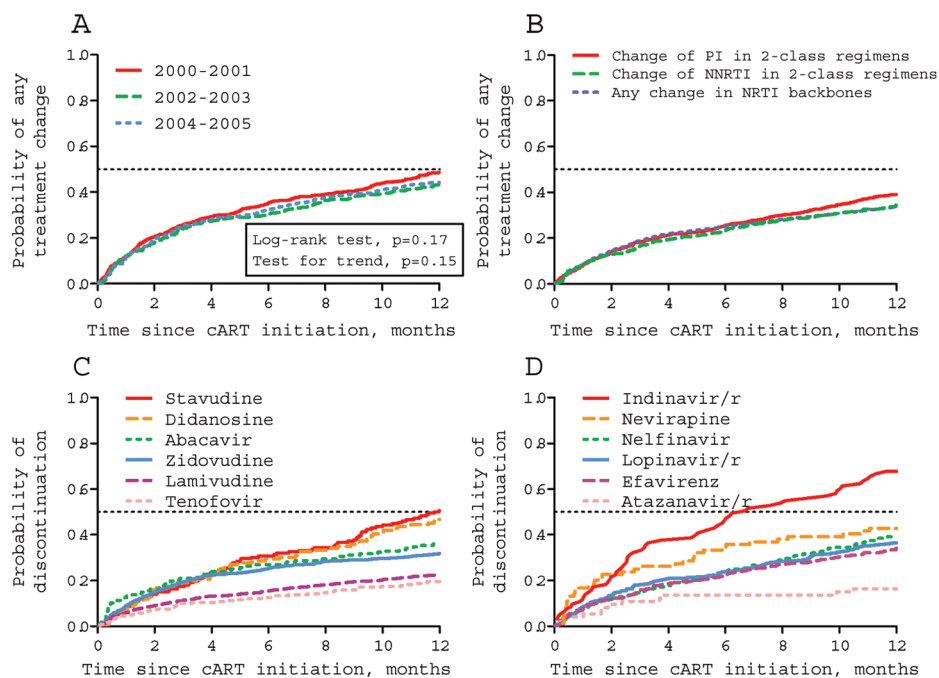 A
Probability of any
treatment change
1.0
0.8
0.6
0.4
0.2
0.0
2000-2001
2002-2003
2004-2005
Log-rank test, p=0.17
Test for trend, p=0.15
0 2 4 6 8 10 12
Time since cART initiation, months
B
Probability of any
treatment change
1.0
0.8
0.6
0.4
0.2
0.0
Change of PI in 2-class regimens
Change of NNRTI in 2-class regimens
Any change in NRTI backbones
0 2 4 6 8 10 12
Time since cART initiation, months
C
Probability of
discontinuation
1.0
0.8
0.6
0.4
0.2
0.0
Stavudine
Didanosine
Abacavir
Zidovudine
Lamivudine
Tenofovir
0 2 4 6 8 10 12
Time since cART initiation, months
D
Probability of
discontinuation
1.0
0.8
0.6
0.4
0.2
0.0
Indinavir/r
Nevirapine
Nelfinavir
Lopinavir/r
Efavirenz
Atazanavir/r
0 2 4 6 8 10 12
Time since cART initiation, months